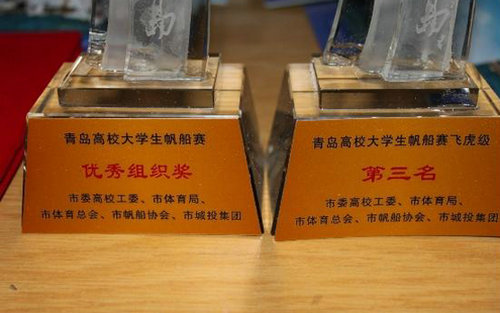 青岛高校大学生帆船赛
优秀组织奖
市委高校工委、市体育局、
市体育总会、市帆船协会、市城投集团
青岛高校大学生帆船赛飞虎级
第三名
市委高校工委、市体育局、
市体育总会、市帆船协会、市城投集团